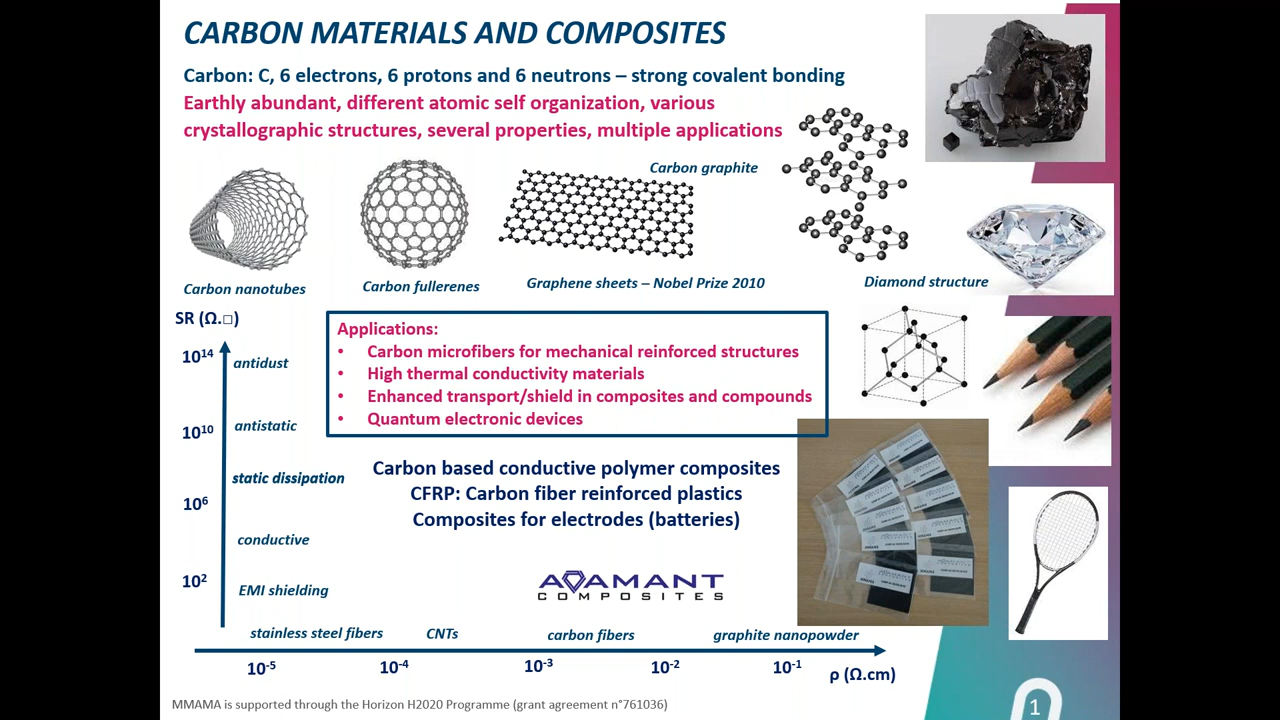 CARBON MATERIALS AND COMPOSITES
Carbon: C, 6 electrons, 6 protons and 6 neutrons – strong covalent bonding
Earthly abundant, different atomic self organization, various
crystallographic structures, several properties, multiple applications
Carbon graphite
Carbon nanotubes
Carbon fullerenes
Graphene sheets – Nobel Prize 2010
Diamond structure
SR (Ω.□)
10¹⁴
antidust
10¹⁰
antistatic
static dissipation
10⁶
conductive
10²
EMI shielding
Applications:
• Carbon microfibers for mechanical reinforced structures
• High thermal conductivity materials
• Enhanced transport/shield in composites and compounds
• Quantum electronic devices
Carbon based conductive polymer composites
CFRP: Carbon fiber reinforced plastics
Composites for electrodes (batteries)
ADAMANT
COMPOSITES
stainless steel fibers
CNTs
carbon fibers
graphite nanopowder
10⁻⁵
10⁻⁴
10⁻³
10⁻²
10⁻¹
ρ (Ω.cm)
MMAMA is supported through the Horizon H2020 Programme (grant agreement n°761036)
1